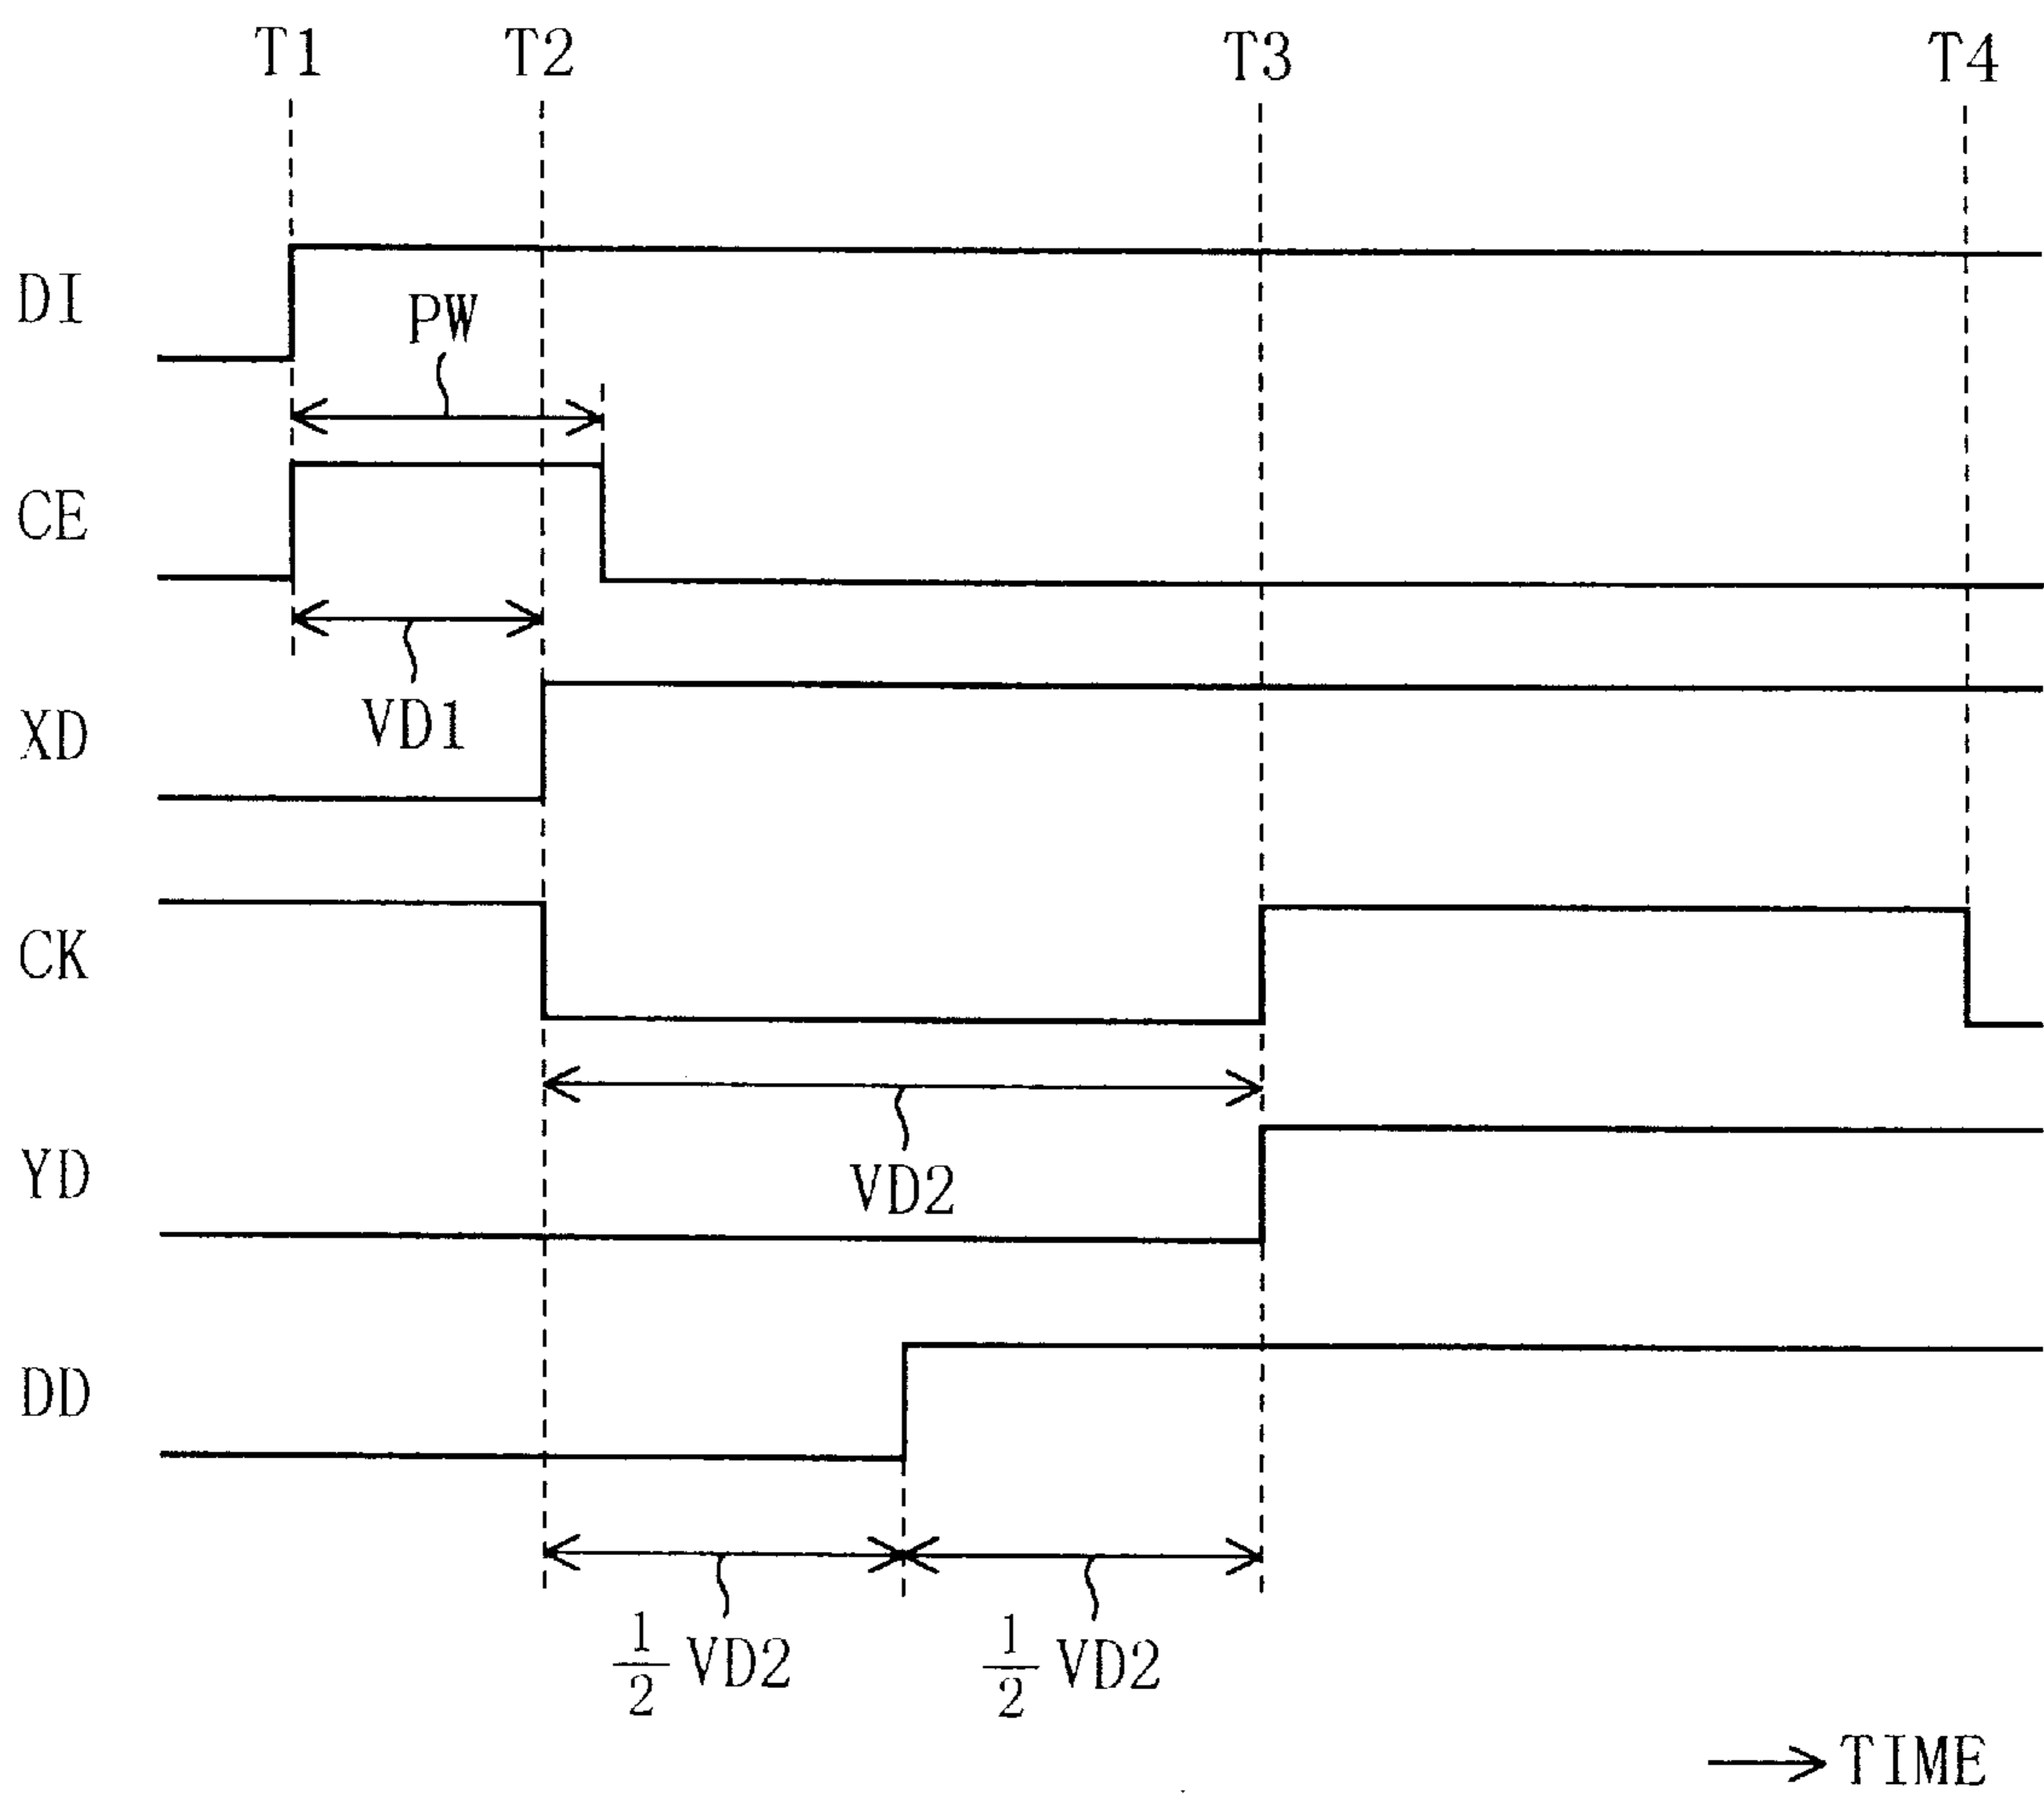 T1 T2 T3 T4
DI
PW
CE
VD1
XD
CK
VD2
YD
DD
1/2 VD2 1/2 VD2
TIME